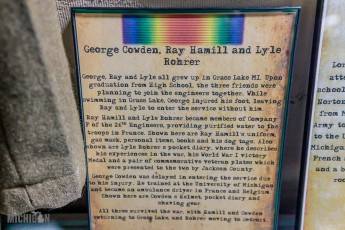 George Cowden, Ray Hamill and Lyle
Rohrer
George, Ray and Lyle all grew up in Grass Lake MI. Upon
graduation from High School, the three friends were
planning to join the engineers together. While
swimming in Grass Lake, George injured his foot, leaving
Ray and Lyle to enter the service without him.
Ray Hamill and Lyle Rohrer became members of Company
F of the 26ᵀᴴ Engineers, providing purified water to the
troops in France. Shown here are Ray Hamill's uniform,
gas mask, personal items, books and his dog tags. Also
shown are Lyle Rohrer's pocket diary, where he describes
his experiences in the war, his World War I Victory
Medal and a pair of commemorative veteran plates which
were presented to the two by Jackson County.
George Cowden was delayed in entering the service due
to his injury. He trained at the University of Michigan
and became an ambulance driver in France and Belgium.
Shown here are Cowden's helmet, pocket diary and
shaving gear.
All three survived the war, with Hamill and Cowden
returning to Grass Lake, and Rohrer moving to Detroit.
MICHIGAN